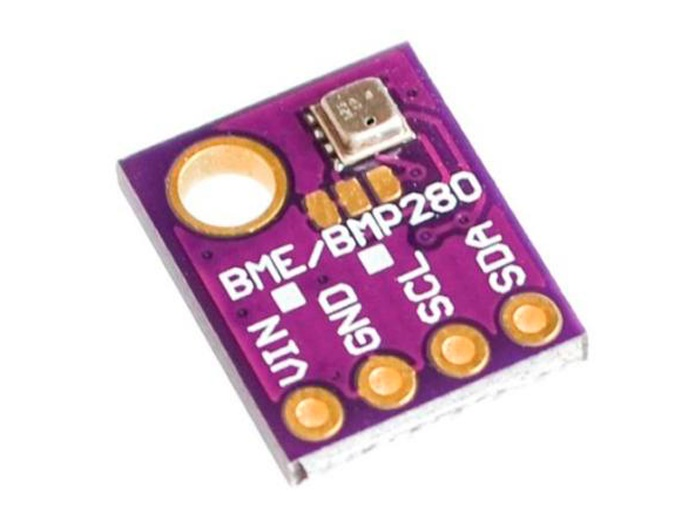 BME/BMP280
VIN
GND
SCL
SDA